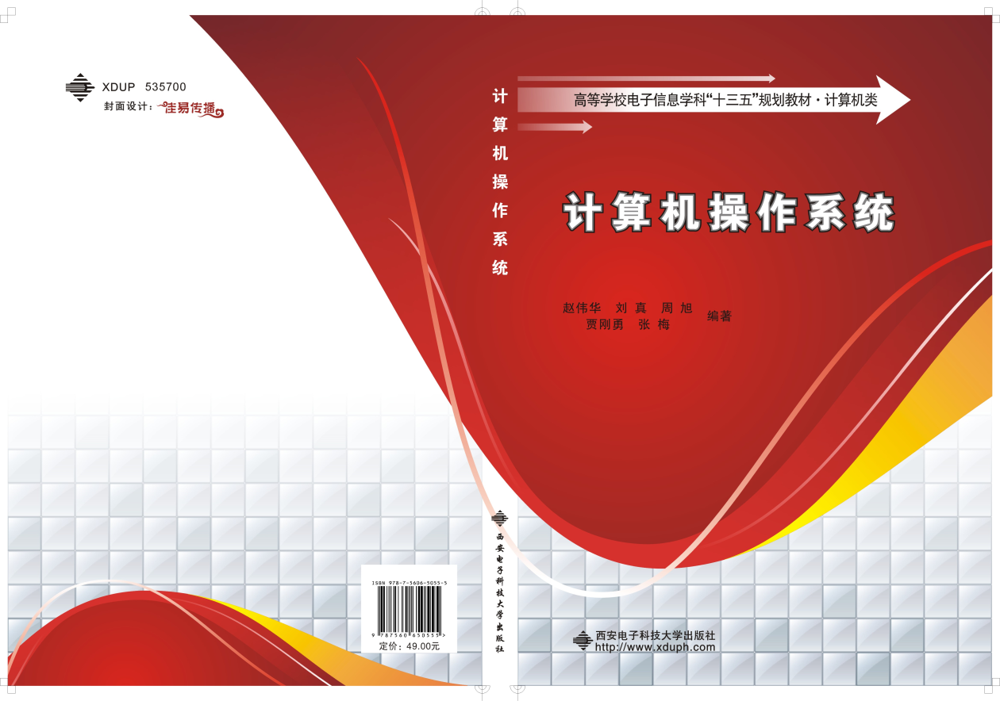 XDUP 535700
封面设计：佳易传播
ISBN 978-7-5606-5055-5
9 787560 650555 >
定价：49.00元
计算机操作系统
西安电子科技大学出版社
高等学校电子信息学科“十三五”规划教材·计算机类
计算机操作系统
赵伟华 刘 真 周 旭
贾刚勇 张 梅 编著
西安电子科技大学出版社
http://www.xduph.com